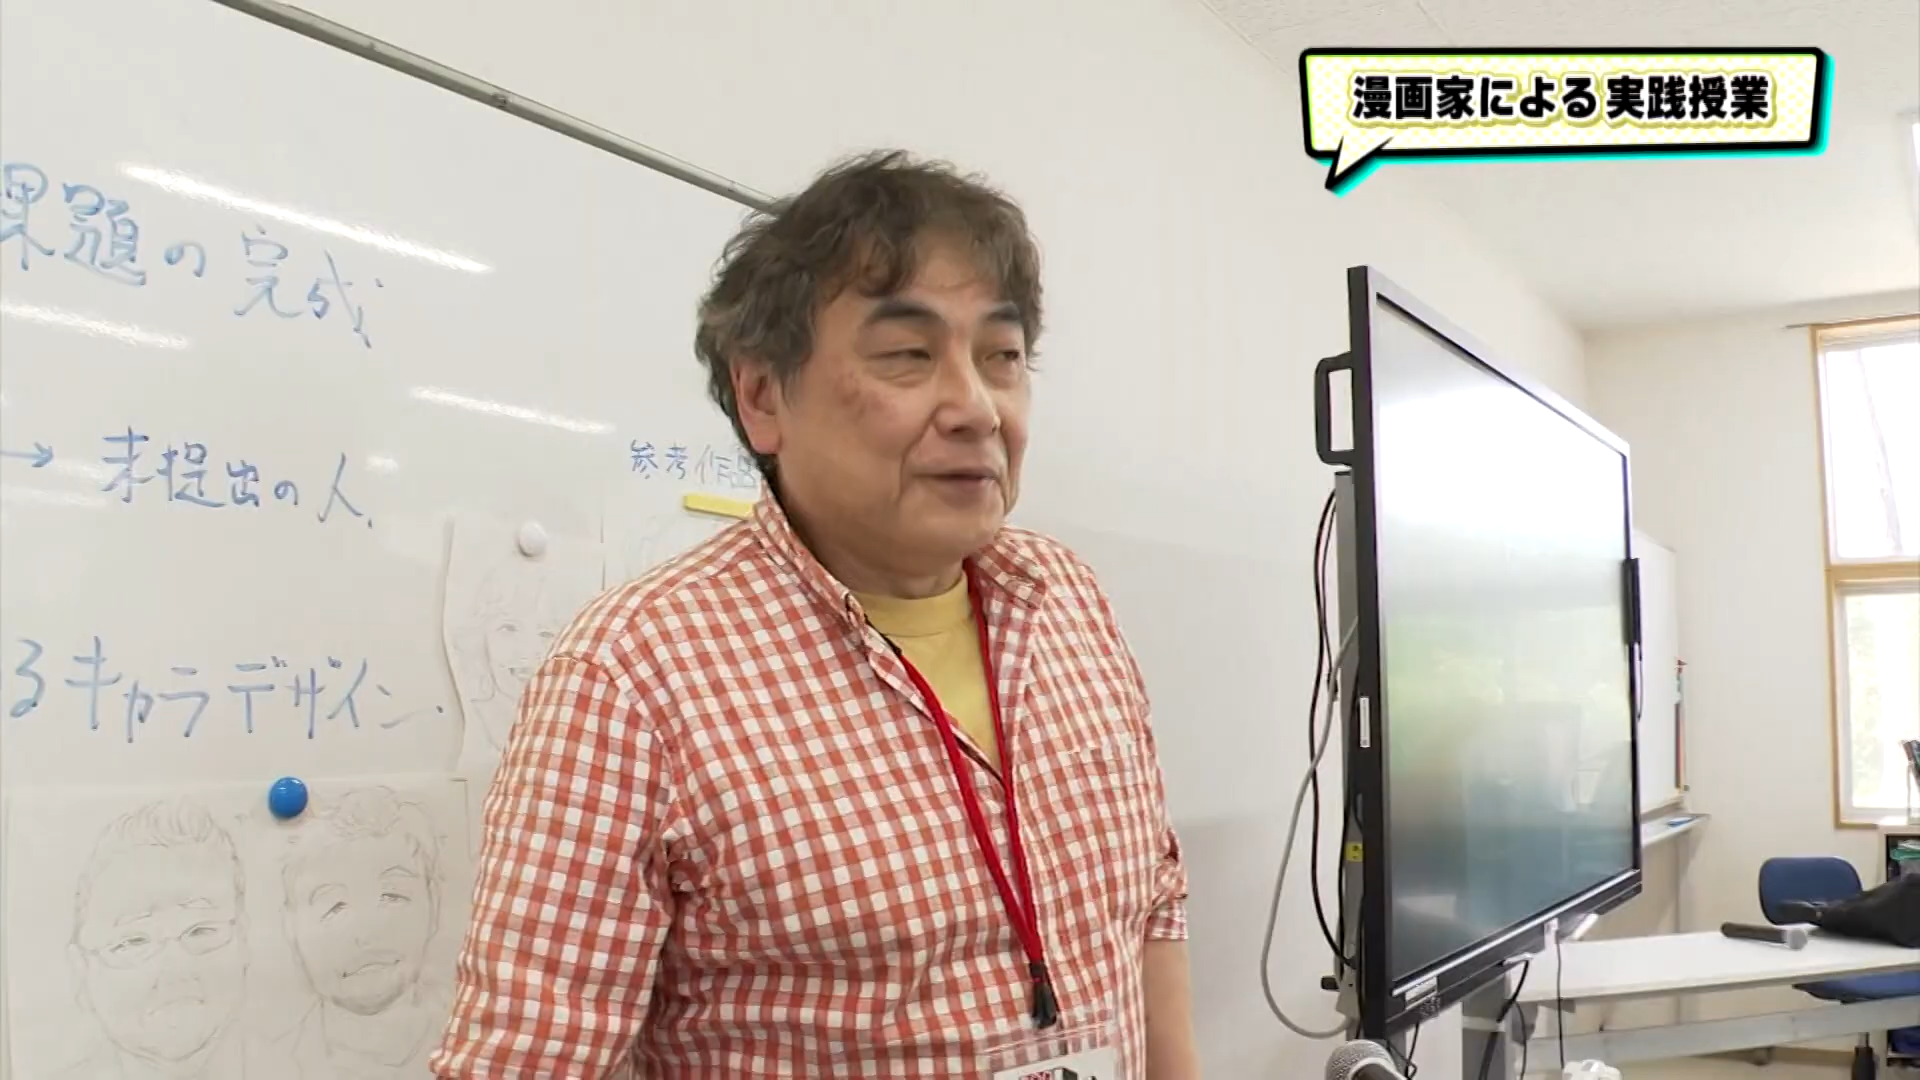 漫画家による 実践授業
課題の完成
→ 未提出の人.
参考作品
るキャラデザイン.